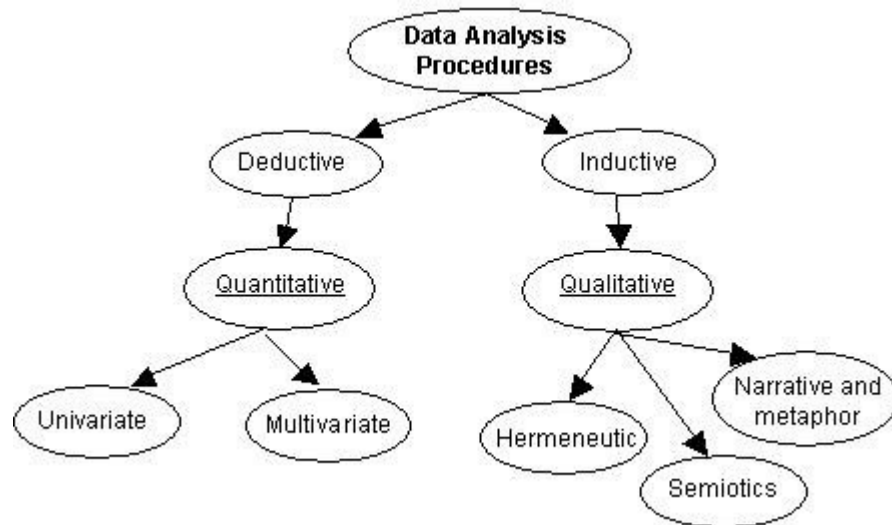 Data Analysis
Procedures
Deductive
Inductive
Quantitative
Qualitative
Univariate
Multivariate
Hermeneutic
Semiotics
Narrative and
metaphor